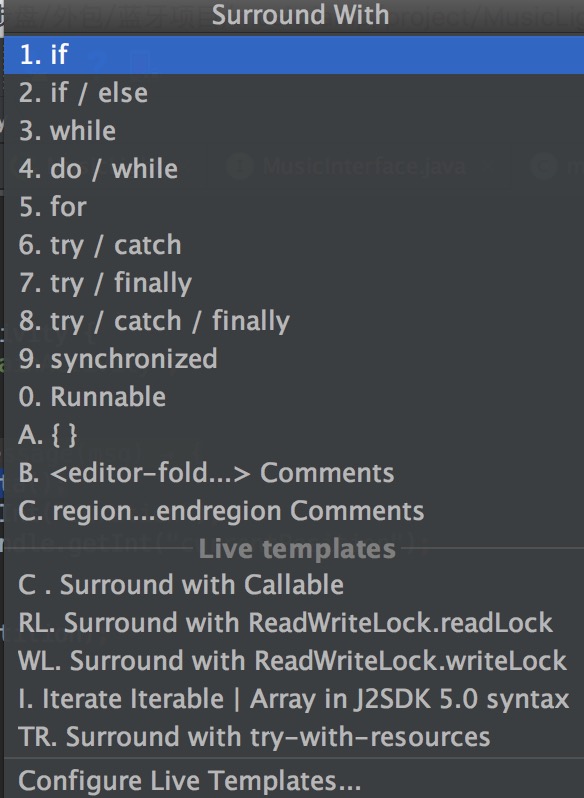 Surround With
1. if
2. if / else
3. while
4. do / while
MusicInterface.java
5. for
6. try / catch
7. try / finally
8. try / catch / finally
9. synchronized
0. Runnable
A. { }
B. <editor-fold...> Comments
C. region...endregion Comments
Live templates
C . Surround with Callable
RL. Surround with ReadWriteLock.readLock
WL. Surround with ReadWriteLock.writeLock
I. Iterate Iterable | Array in J2SDK 5.0 syntax
TR. Surround with try-with-resources
Configure Live Templates...